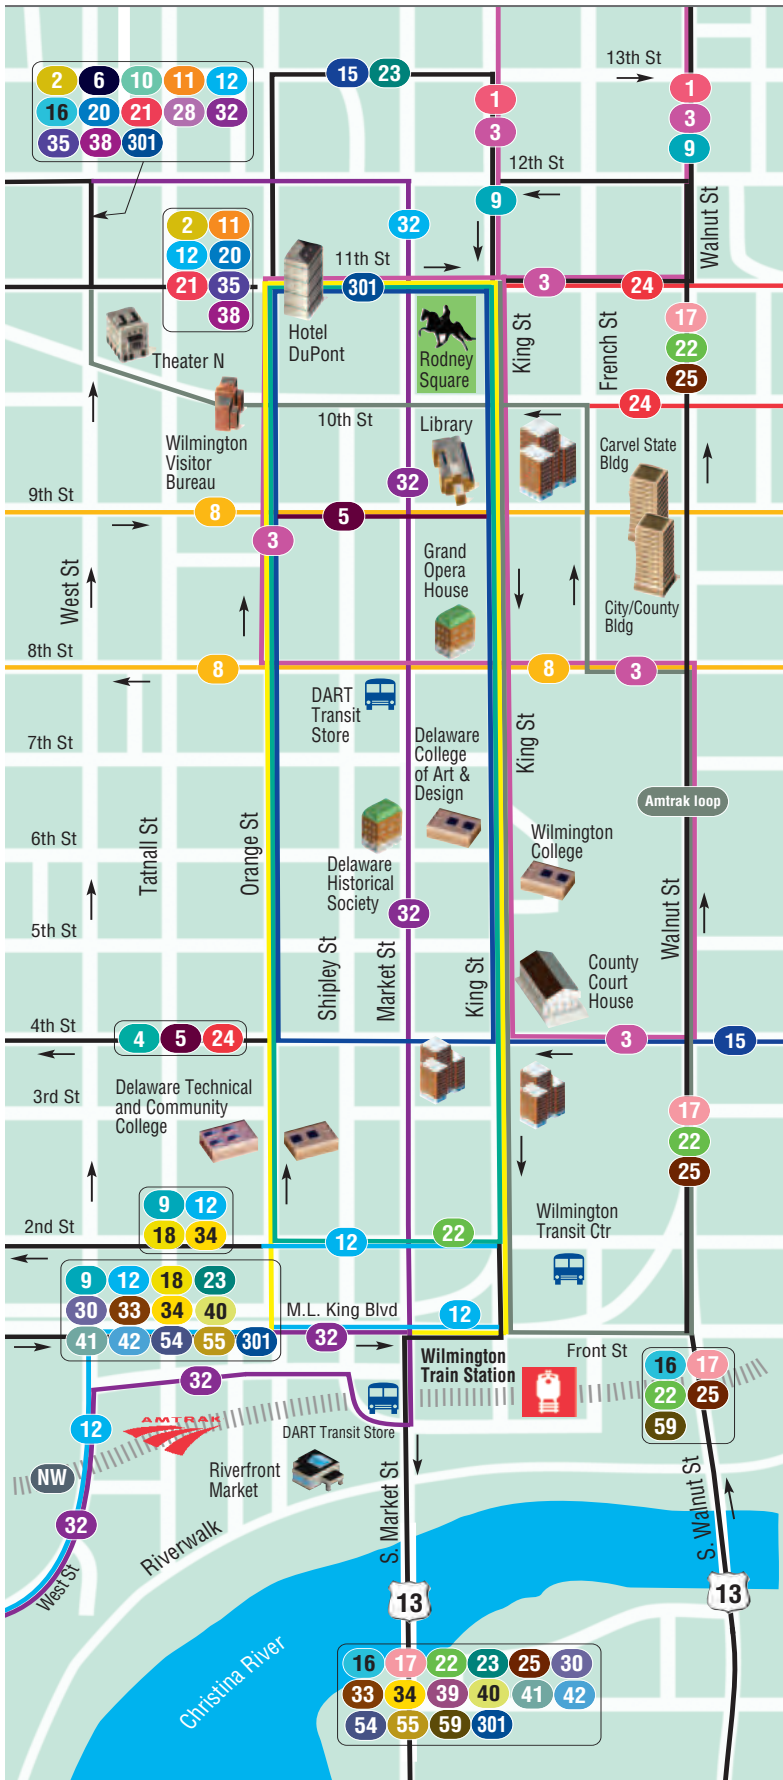 13th St
15 23
2 6 10 11 12
16 20 21 28 32
35 38 301
1
3
1
3
9
12th St
9
32
Walnut St
2 11
12 20
21 35
38
11th St
301
3
24
Hotel
DuPont
Rodney
Square
King St
French St
17
22
25
Theater N
24
10th St
Library
Wilmington
Visitor
Bureau
Carvel State
Bldg
32
9th St
8
5
3
Grand
Opera
House
West St
Orange St
City/County
Bldg
8th St
8
8
3
DART
Transit
Store
Delaware
College
of Art &
Design
King St
7th St
Amtrak loop
6th St
Tatnall St
Orange St
Wilmington
College
Delaware
Historical
Society
Walnut St
32
5th St
Shipley St
Market St
King St
County
Court
House
4th St
4 5 24
3
15
3rd St
Delaware Technical
and Community
College
17
22
25
9 12
18 34
2nd St
12
22
Wilmington
Transit Ctr
9 12 18 23
30 33 34 40
41 42 54 55 301
M.L. King Blvd
12
32
Front St
Wilmington
Train Station
16 17
22 25
59
32
AMTRAK
12
DART Transit Store
NW
Riverfront
Market
32
Riverwalk
S. Market St
S. Walnut St
West St
13
13
Christina River
16 17 22 23 25 30
33 34 39 40 41 42
54 55 59 301